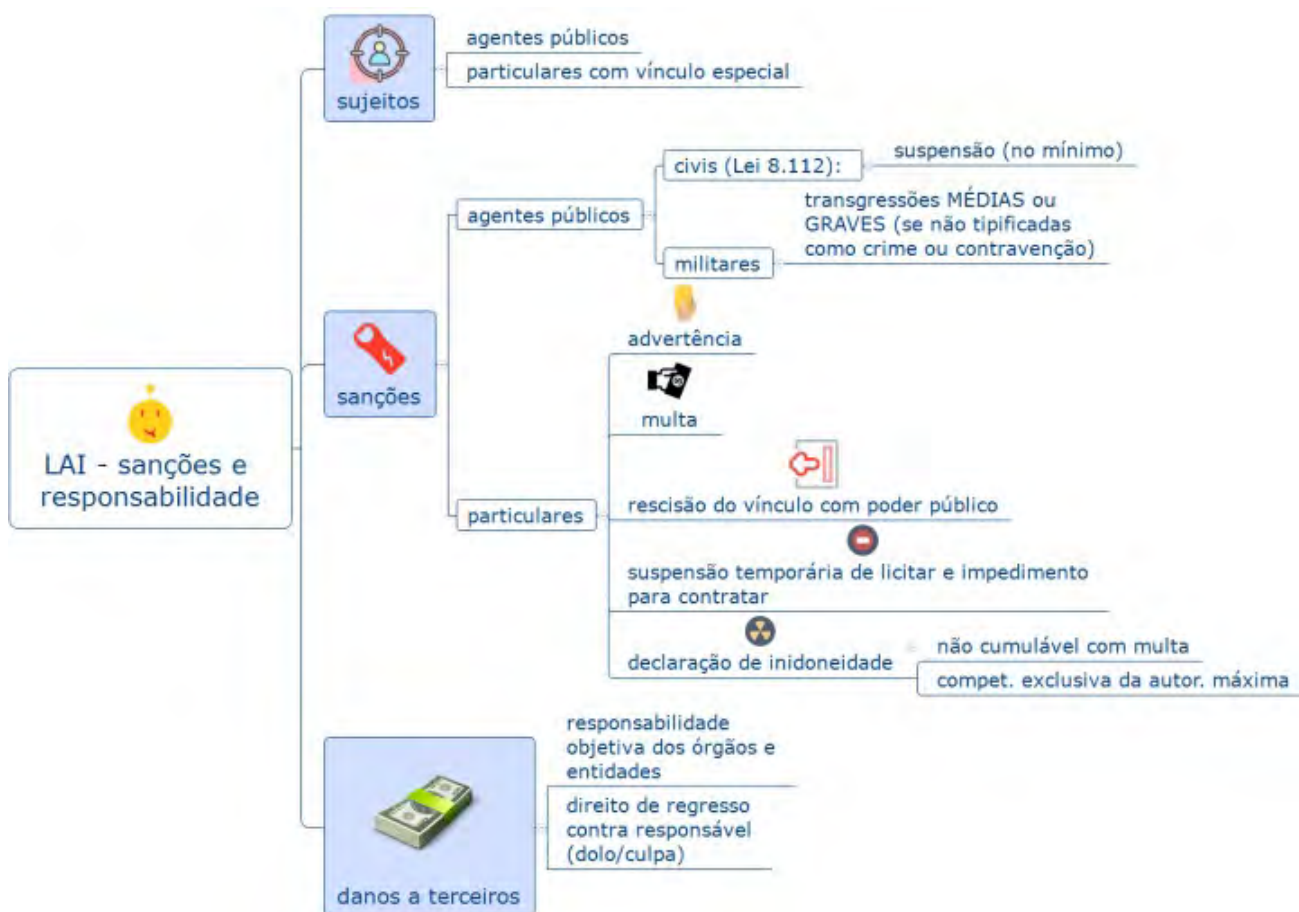 LAI - sanções e
responsabilidade
sujeitos
agentes públicos
particulares com vínculo especial
sanções
agentes públicos
civis (Lei 8.112):
suspensão (no mínimo)
militares
transgressões MÉDIAS ou
GRAVES (se não tipificadas
como crime ou contravenção)
particulares
advertência
multa
rescisão do vínculo com poder público
suspensão temporária de licitar e impedimento
para contratar
declaração de inidoneidade
não cumulável com multa
compet. exclusiva da autor. máxima
danos a terceiros
responsabilidade
objetiva dos órgãos e
entidades
direito de regresso
contra responsável
(dolo/culpa)